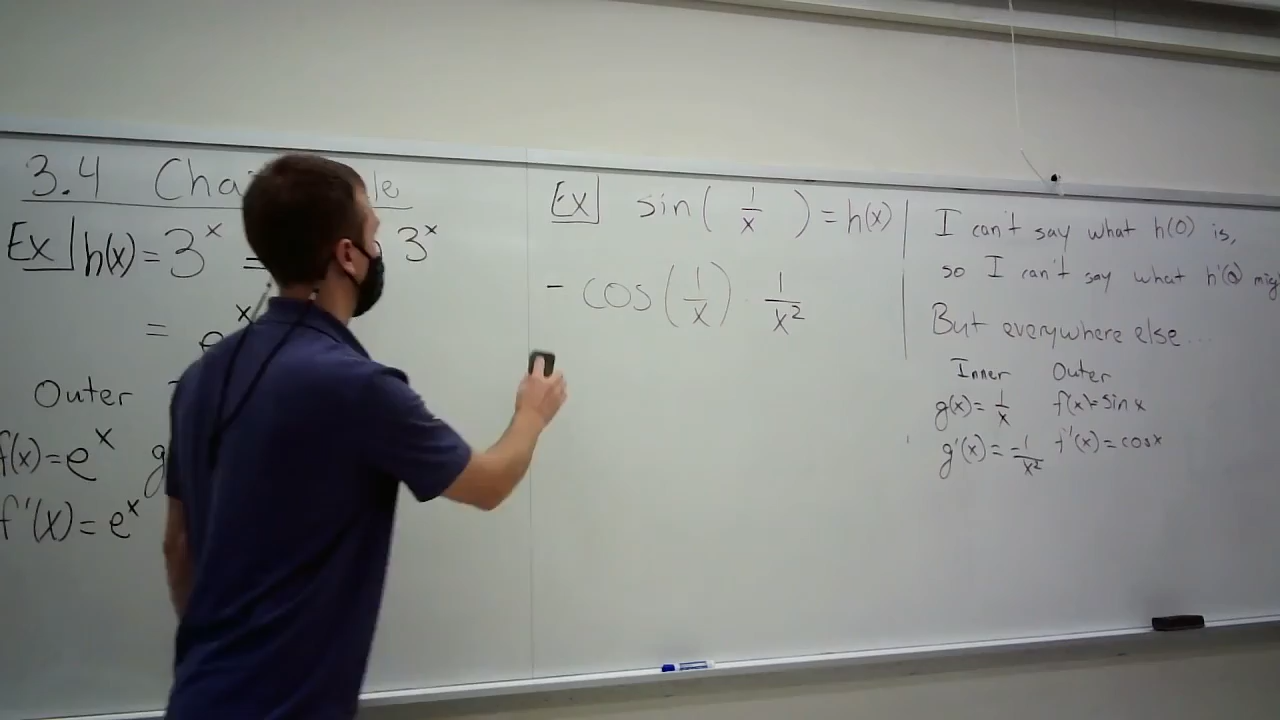 3.4 Cha le
Ex h(x) = 3^x = 3^x
= e^x
Outer
f(x) = e^x g
f'(x) = e^x
Ex sin( 1/x ) = h(x)
- cos(1/x) · 1/x^2
I can't say what h(0) is,
so I can't say what h'(0) mig
But everywhere else...
Inner Outer
g(x) = 1/x f(x) = sin x
g'(x) = -1/x^2 f'(x) = cos x